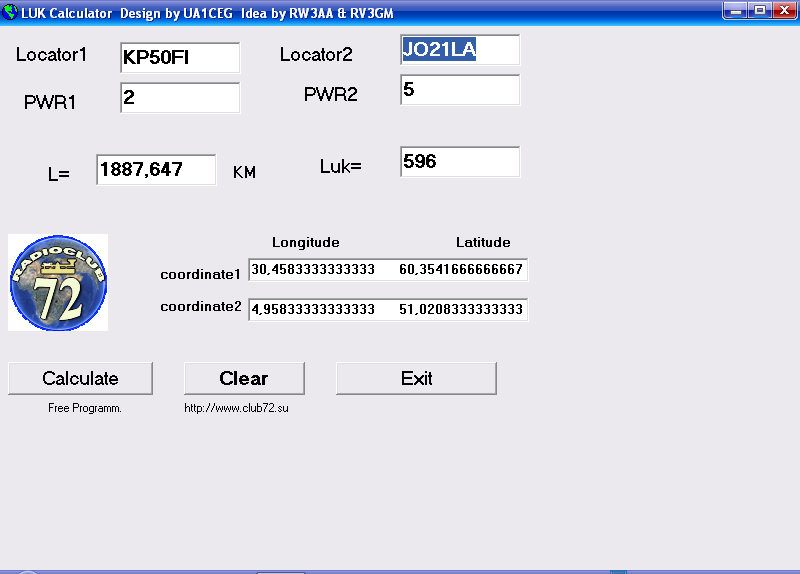 LUK Calculator Design by UA1CEG Idea by RW3AA & RV3GM
Locator1 KP50FI Locator2 JO21LA
PWR1 2 PWR2 5
L= 1887,647 KM Luk= 596
Longitude Latitude
coordinate1 30,4583333333333 60,3541666666667
coordinate2 4,95833333333333 51,0208333333333
RADIOCLUB
72
Calculate Clear Exit
Free Programm. http://www.club72.su